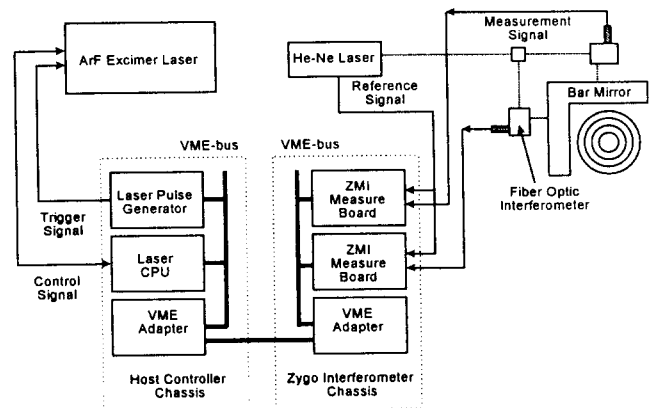 Measurement
Signal
ArF Excimer Laser
He-Ne Laser
Reference
Signal
Bar Mirror
VME-bus
VME-bus
Fiber Optic
Interferometer
Laser Pulse
Generator
ZMI
Measure
Board
Trigger
Signal
Laser
CPU
ZMI
Measure
Board
Control
Signal
VME
Adapter
VME
Adapter
Host Controller
Chassis
Zygo Interferometer
Chassis